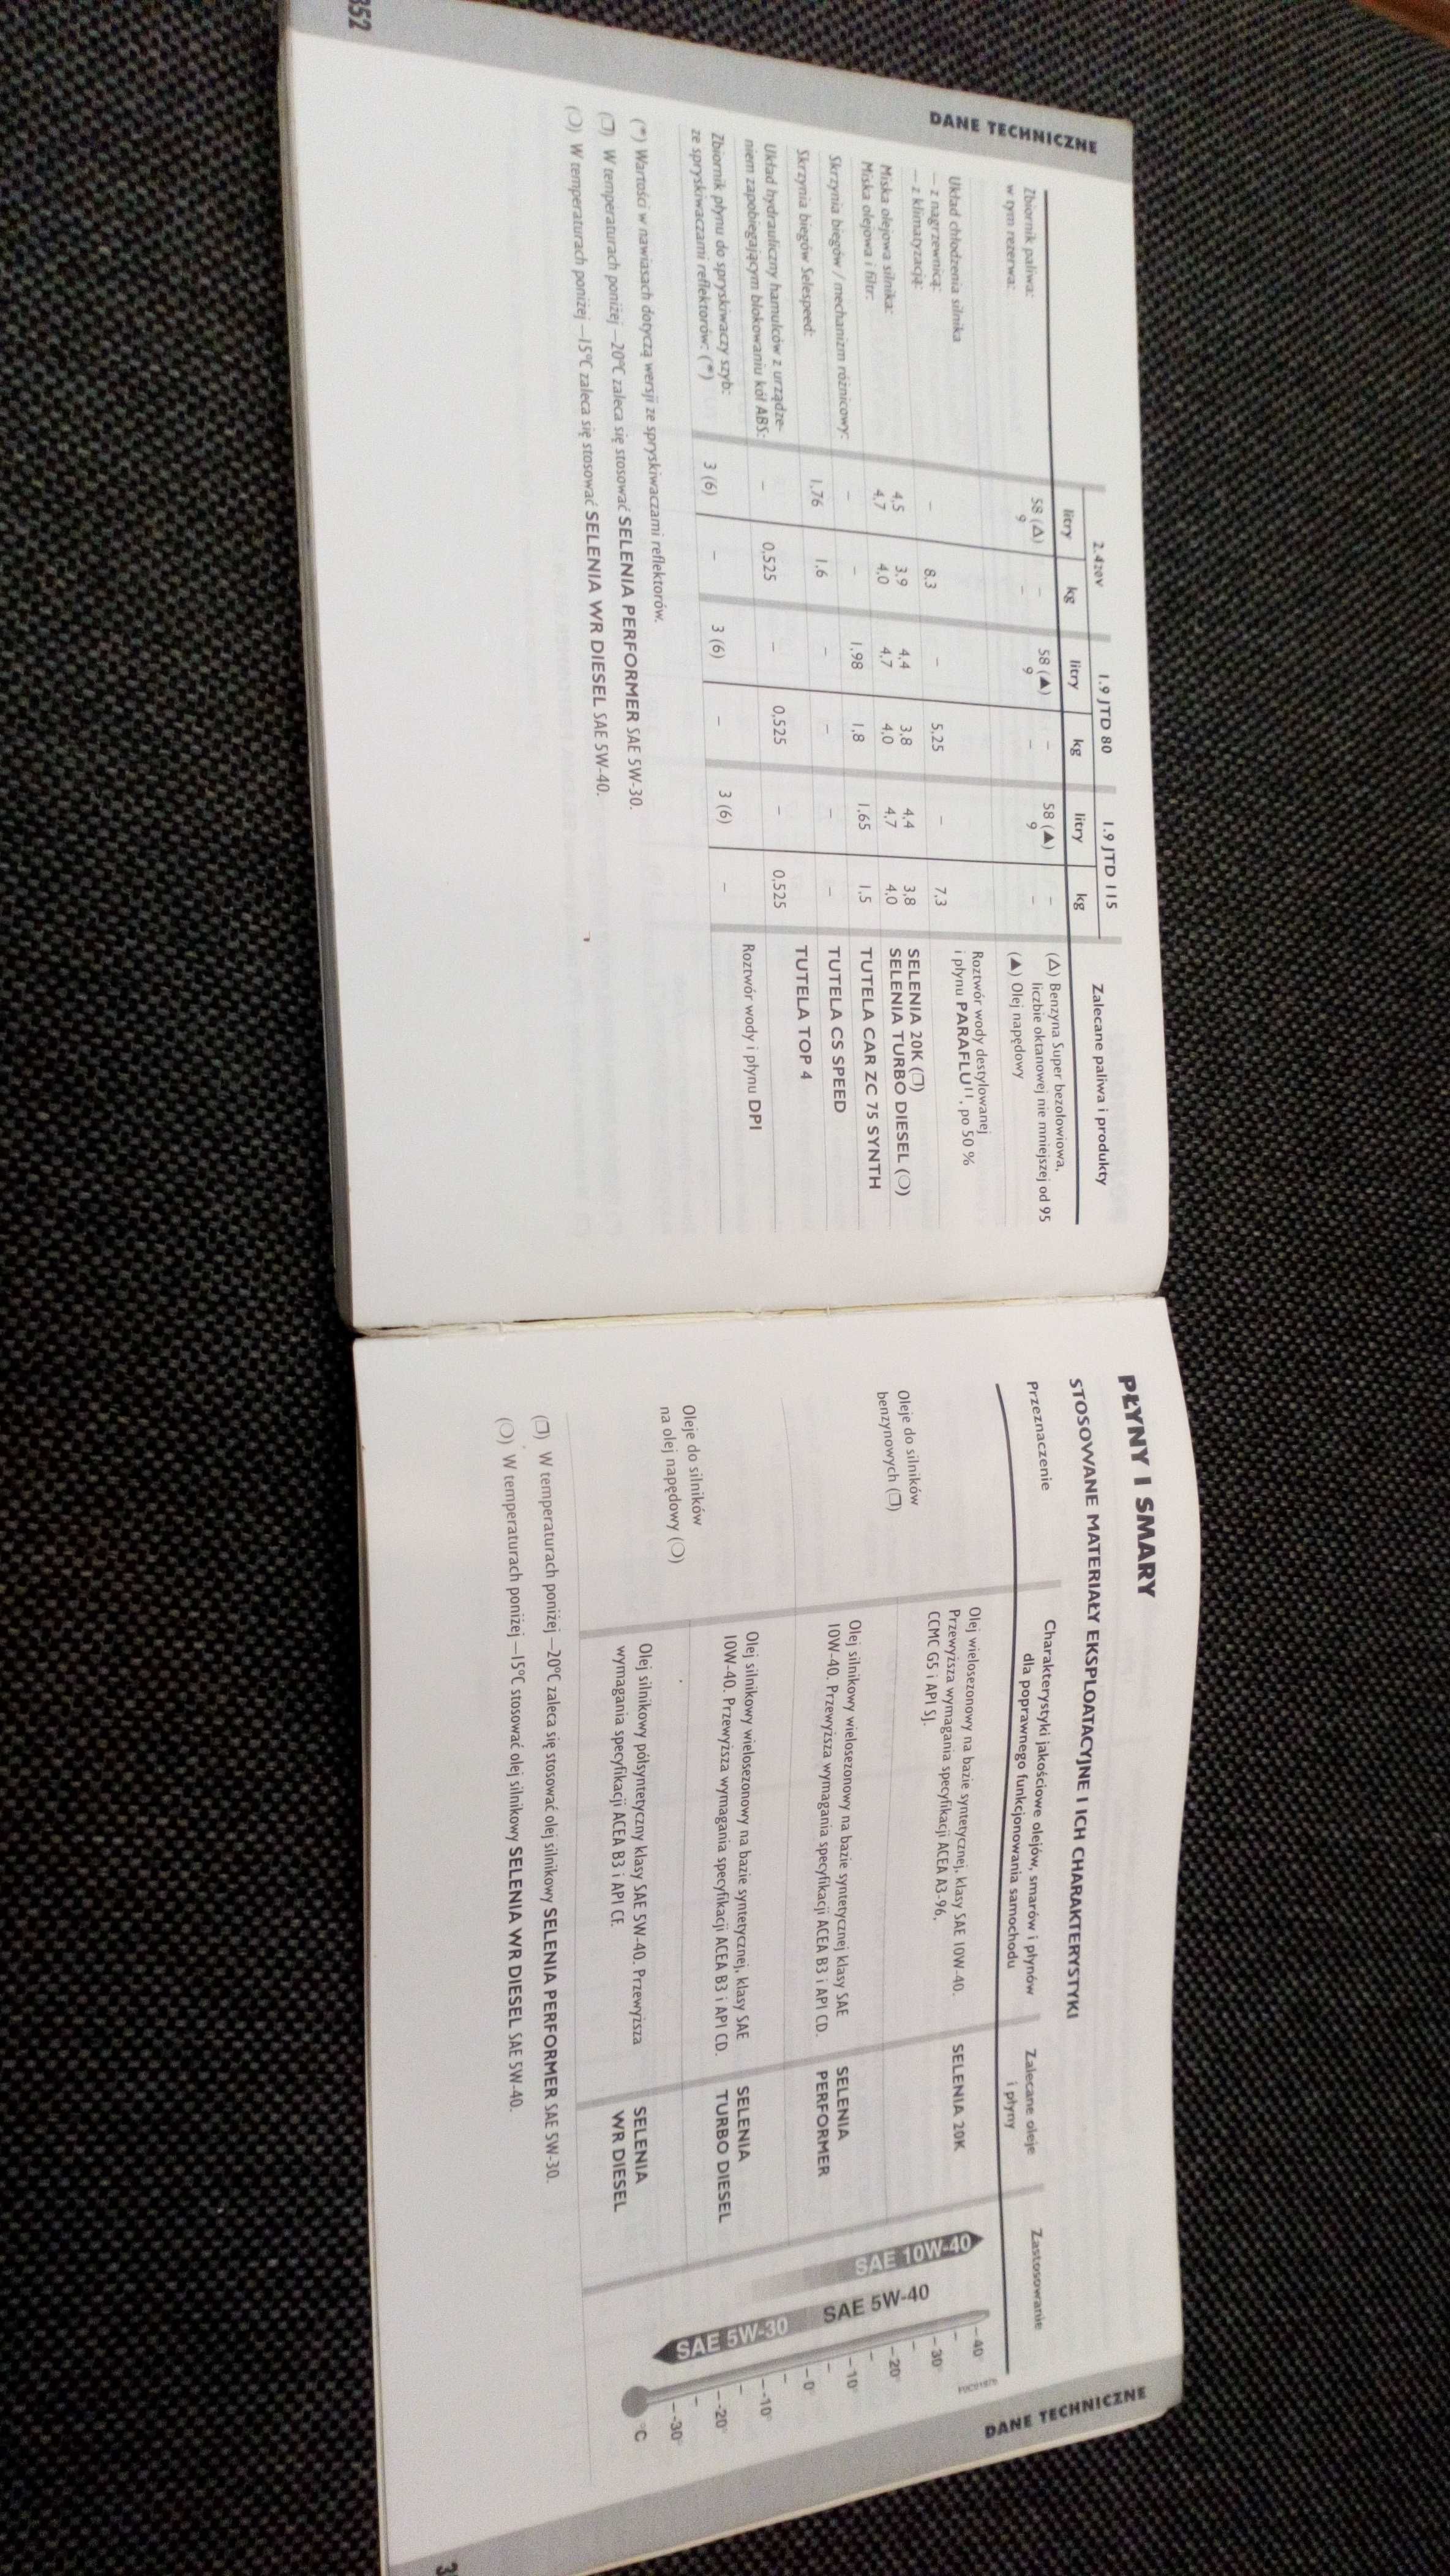 DANE TECHNICZNE
2.4 20V
1.9 JTD 80
1.9 JTD 115
Zalecane paliwa i produkty
litry kg litry kg litry kg
Zbiornik paliwa: 58 (△) – 58 (▲) – 58 (▲) – (△) Benzyna Super bezołowiowa,
w tym rezerwa: 9 – 9 – 9 – liczbie oktanowej nie mniejszej od 95
(▲) Olej napędowy
Układ chłodzenia silnika
— z nagrzewnicą: Roztwór wody destylowanej
— z klimatyzacją: – 8,3 – 5,25 – 7,3 i płynu PARAFLU¹¹, po 50 %
Miska olejowa silnika: 4,5 3,9 4,4 3,8 4,4 3,8 SELENIA 20K (❒)
Miska olejowa i filtr: 4,7 4,0 4,7 4,0 4,7 4,0 SELENIA TURBO DIESEL (❍)
Skrzynia biegów / mechanizm różnicowy: – – 1,98 1,8 1,65 1,5 TUTELA CAR ZC 75 SYNTH
Skrzynia biegów Selespeed: 1,76 1,6 – – – – TUTELA CS SPEED
Układ hydrauliczny hamulców z urządze-
niem zapobiegającym blokowaniu kół ABS: – 0,525 – 0,525 – 0,525 TUTELA TOP 4
Zbiornik płynu do spryskiwaczy szyb:
ze spryskiwaczami reflektorów: (*) 3 (6) – 3 (6) – 3 (6) – Roztwór wody i płynu DPI
(*) Wartości w nawiasach dotyczą wersji ze spryskiwaczami reflektorów.
(❒) W temperaturach poniżej —20°C zaleca się stosować SELENIA PERFORMER SAE 5W-30.
(❍) W temperaturach poniżej —15°C zaleca się stosować SELENIA WR DIESEL SAE 5W-40.
352
PŁYNY I SMARY
STOSOWANE MATERIAŁY EKSPLOATACYJNE I ICH CHARAKTERYSTYKI
Przeznaczenie
Charakterystyki jakościowe olejów, smarów i płynów
dla poprawnego funkcjonowania samochodu
Zalecane oleje
i płyny
Zastosowanie
Oleje do silników
benzynowych (❒)
Olej wielosezonowy na bazie syntetycznej, klasy SAE 10W-40.
Przewyższa wymagania specyfikacji ACEA A3-96,
CCMC G5 i API SJ.
SELENIA 20K
Olej silnikowy wielosezonowy na bazie syntetycznej klasy SAE
10W-40. Przewyższa wymagania specyfikacji ACEA B3 i API CD.
SELENIA
PERFORMER
Oleje do silników
na olej napędowy (❍)
Olej silnikowy wielosezonowy na bazie syntetycznej, klasy SAE
10W-40. Przewyższa wymagania specyfikacji ACEA B3 i API CD.
SELENIA
TURBO DIESEL
Olej silnikowy półsyntetyczny klasy SAE 5W-40. Przewyższa
wymagania specyfikacji ACEA B3 i API CF.
SELENIA
WR DIESEL
SAE 10W-40
SAE 5W-40
SAE 5W-30
40°
30°
20°
10°
0°
-10°
-20°
-30°
°C
(❒) W temperaturach poniżej —20°C zaleca się stosować olej silnikowy SELENIA PERFORMER SAE 5W-30.
(❍) W temperaturach poniżej —15°C stosować olej silnikowy SELENIA WR DIESEL SAE 5W-40.
DANE TECHNICZNE
3